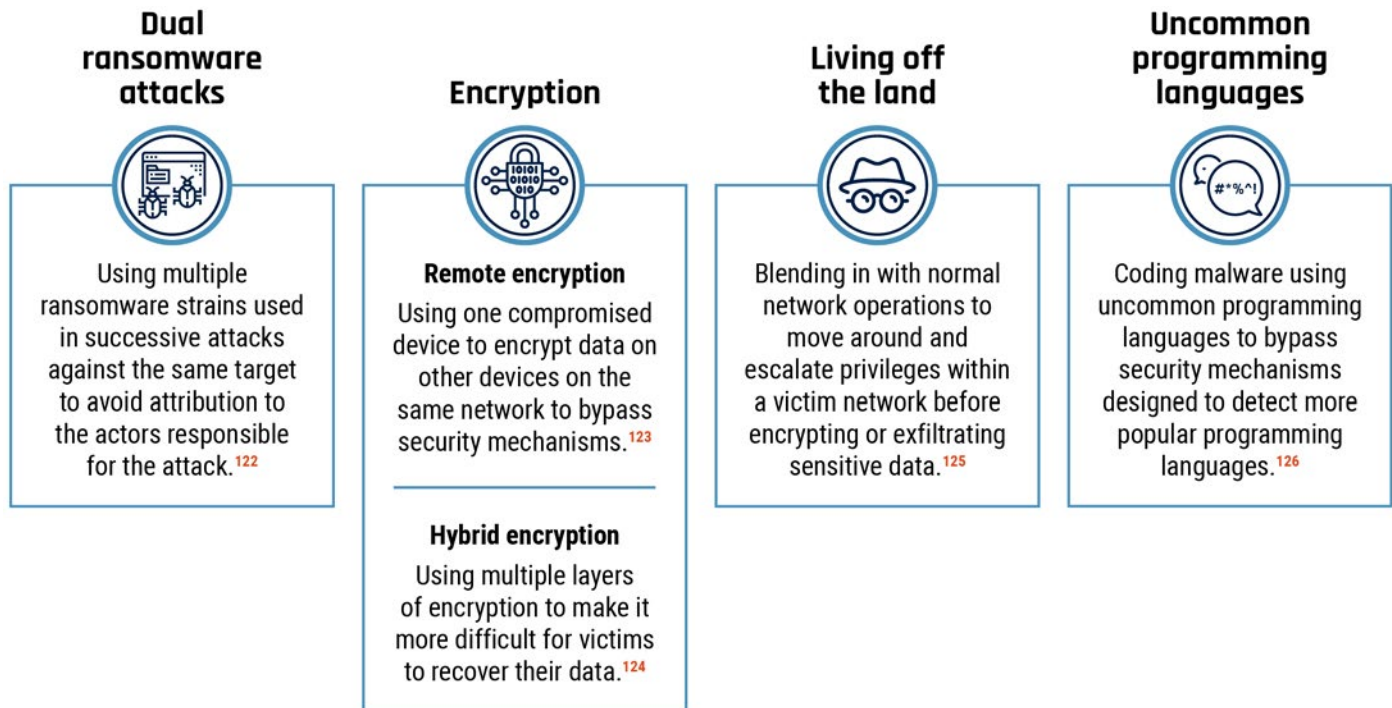 Dual
ransomware
attacks
Using multiple
ransomware strains used
in successive attacks
against the same target
to avoid attribution to
the actors responsible
for the attack.122
Encryption
10101
01010
010
Remote encryption
Using one compromised
device to encrypt data on
other devices on the
same network to bypass
security mechanisms.123
Hybrid encryption
Using multiple layers
of encryption to make it
more difficult for victims
to recover their data.124
Living off
the land
Blending in with normal
network operations to
move around and
escalate privileges within
a victim network before
encrypting or exfiltrating
sensitive data.125
Uncommon
programming
languages
#*%^!
Coding malware using
uncommon programming
languages to bypass
security mechanisms
designed to detect more
popular programming
languages.126